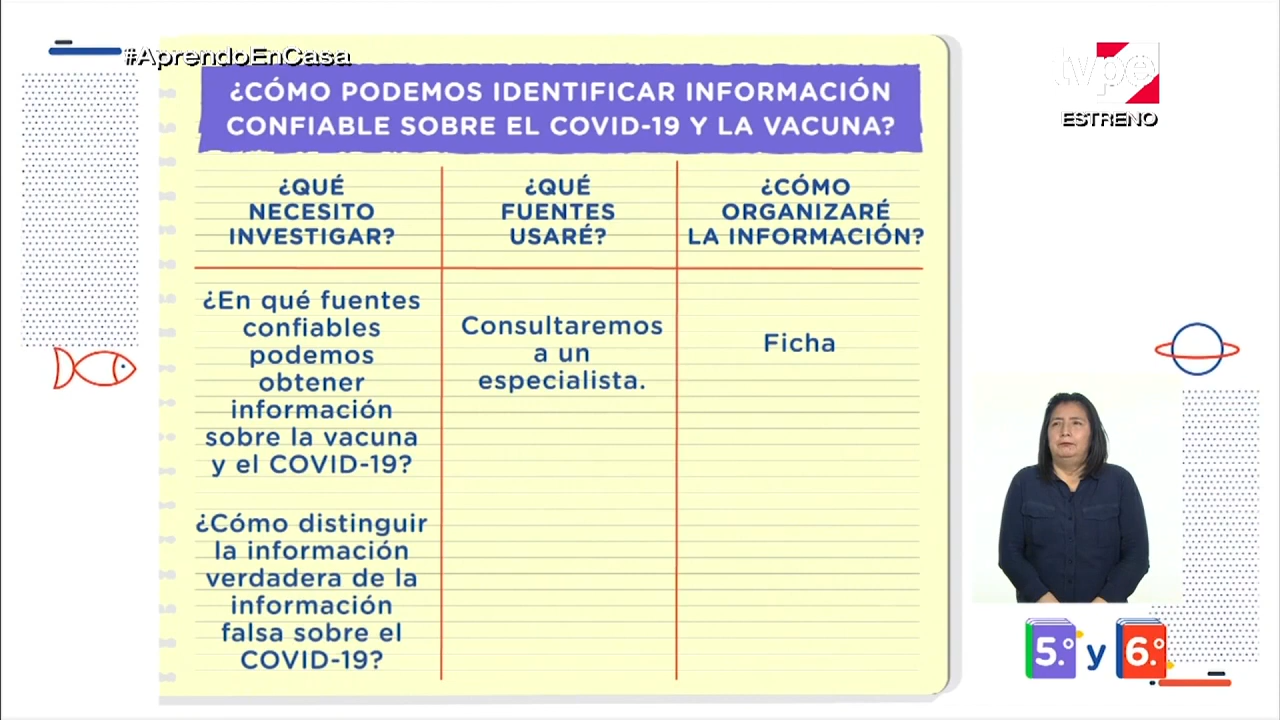 #AprendoEnCasa
tvpe
ESTRENO
¿CÓMO PODEMOS IDENTIFICAR INFORMACIÓN
CONFIABLE SOBRE EL COVID-19 Y LA VACUNA?
¿QUÉ
NECESITO
INVESTIGAR?
¿QUÉ
FUENTES
USARÉ?
¿CÓMO
ORGANIZARÉ
LA INFORMACIÓN?
¿En qué fuentes
confiables
podemos
obtener
información
sobre la vacuna
y el COVID-19?
¿Cómo distinguir
la información
verdadera de la
información
falsa sobre el
COVID-19?
Consultaremos
a un
especialista.
Ficha
5.° y 6.°